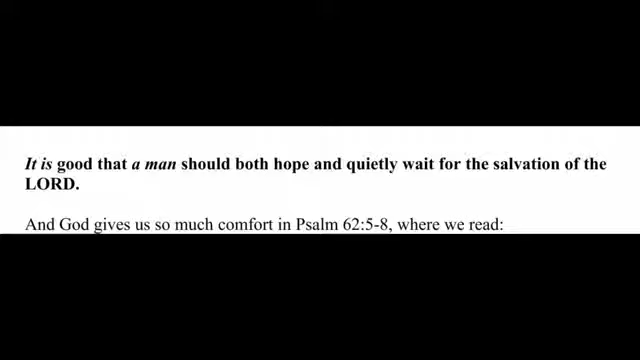 It is good that a man should both hope and quietly wait for the salvation of the
LORD.
And God gives us so much comfort in Psalm 62:5-8, where we read: